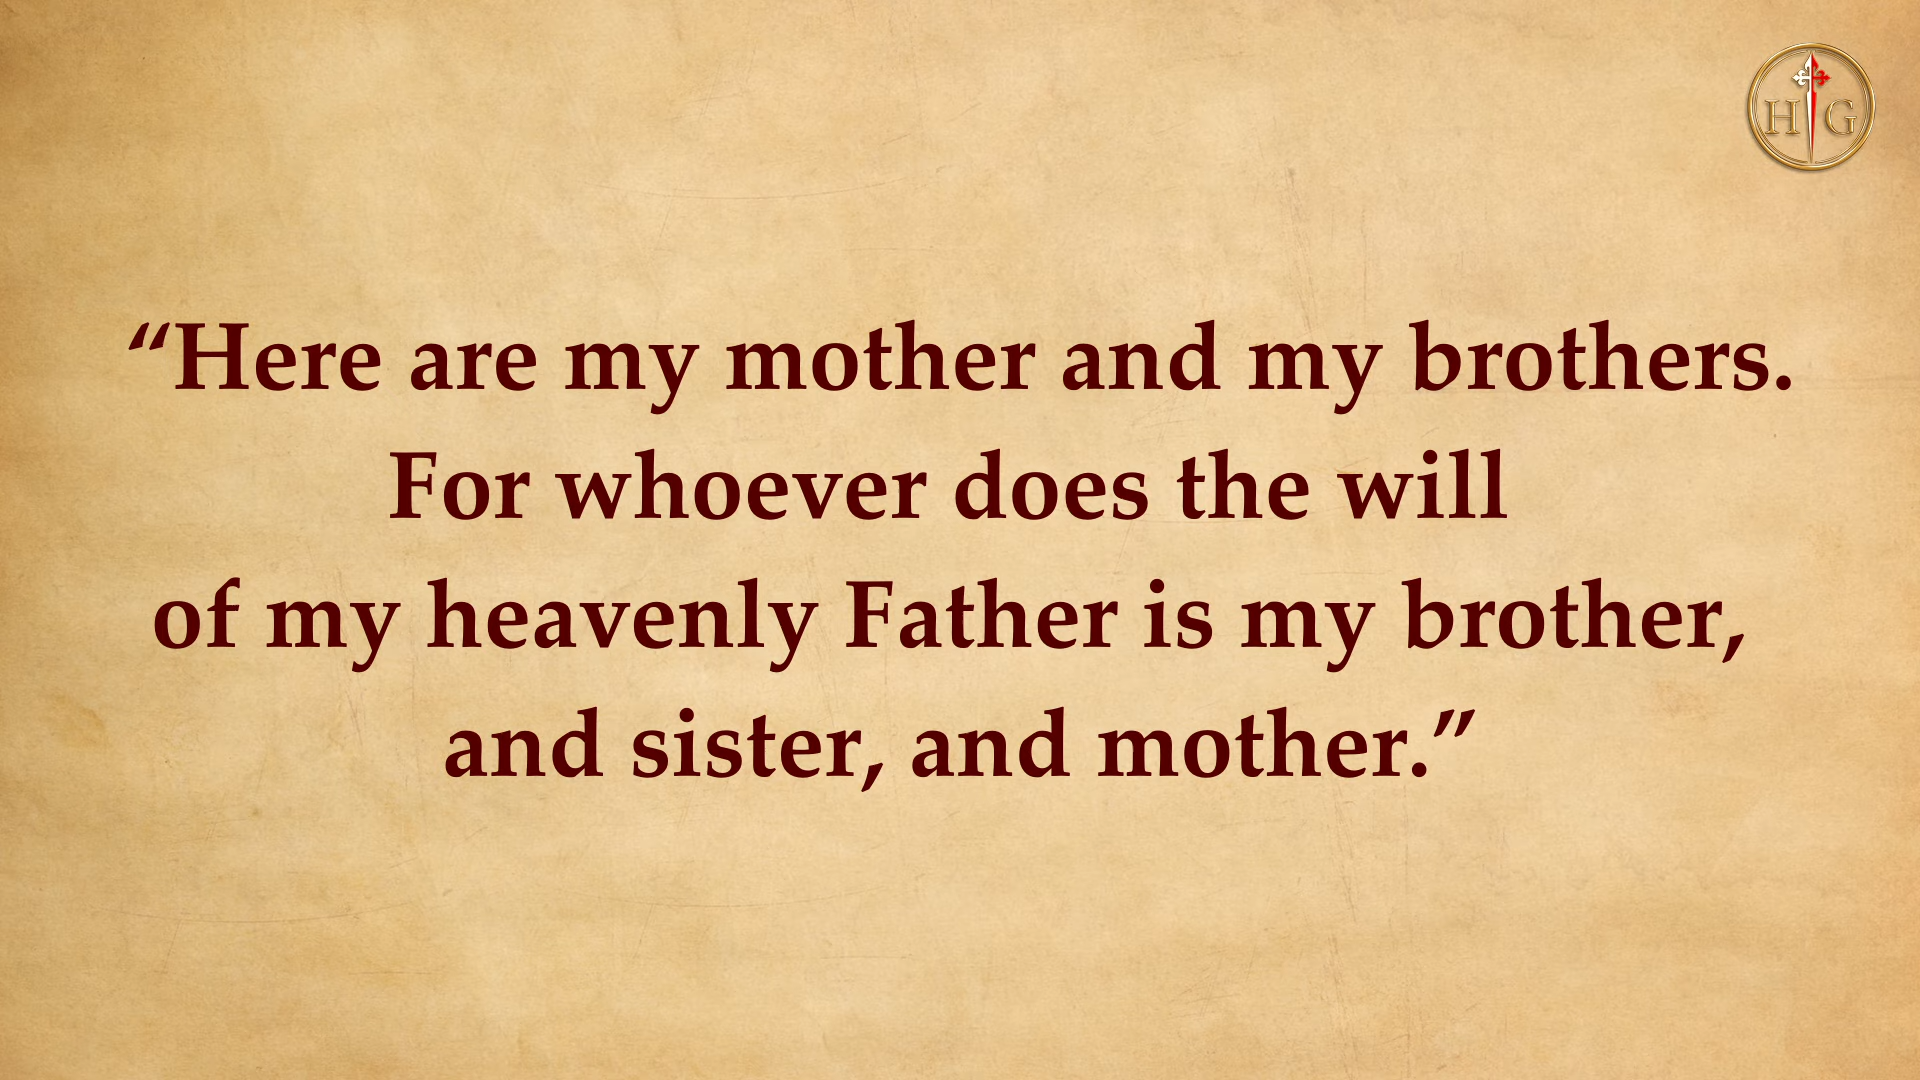 H G
“Here are my mother and my brothers.
For whoever does the will
of my heavenly Father is my brother,
and sister, and mother.”